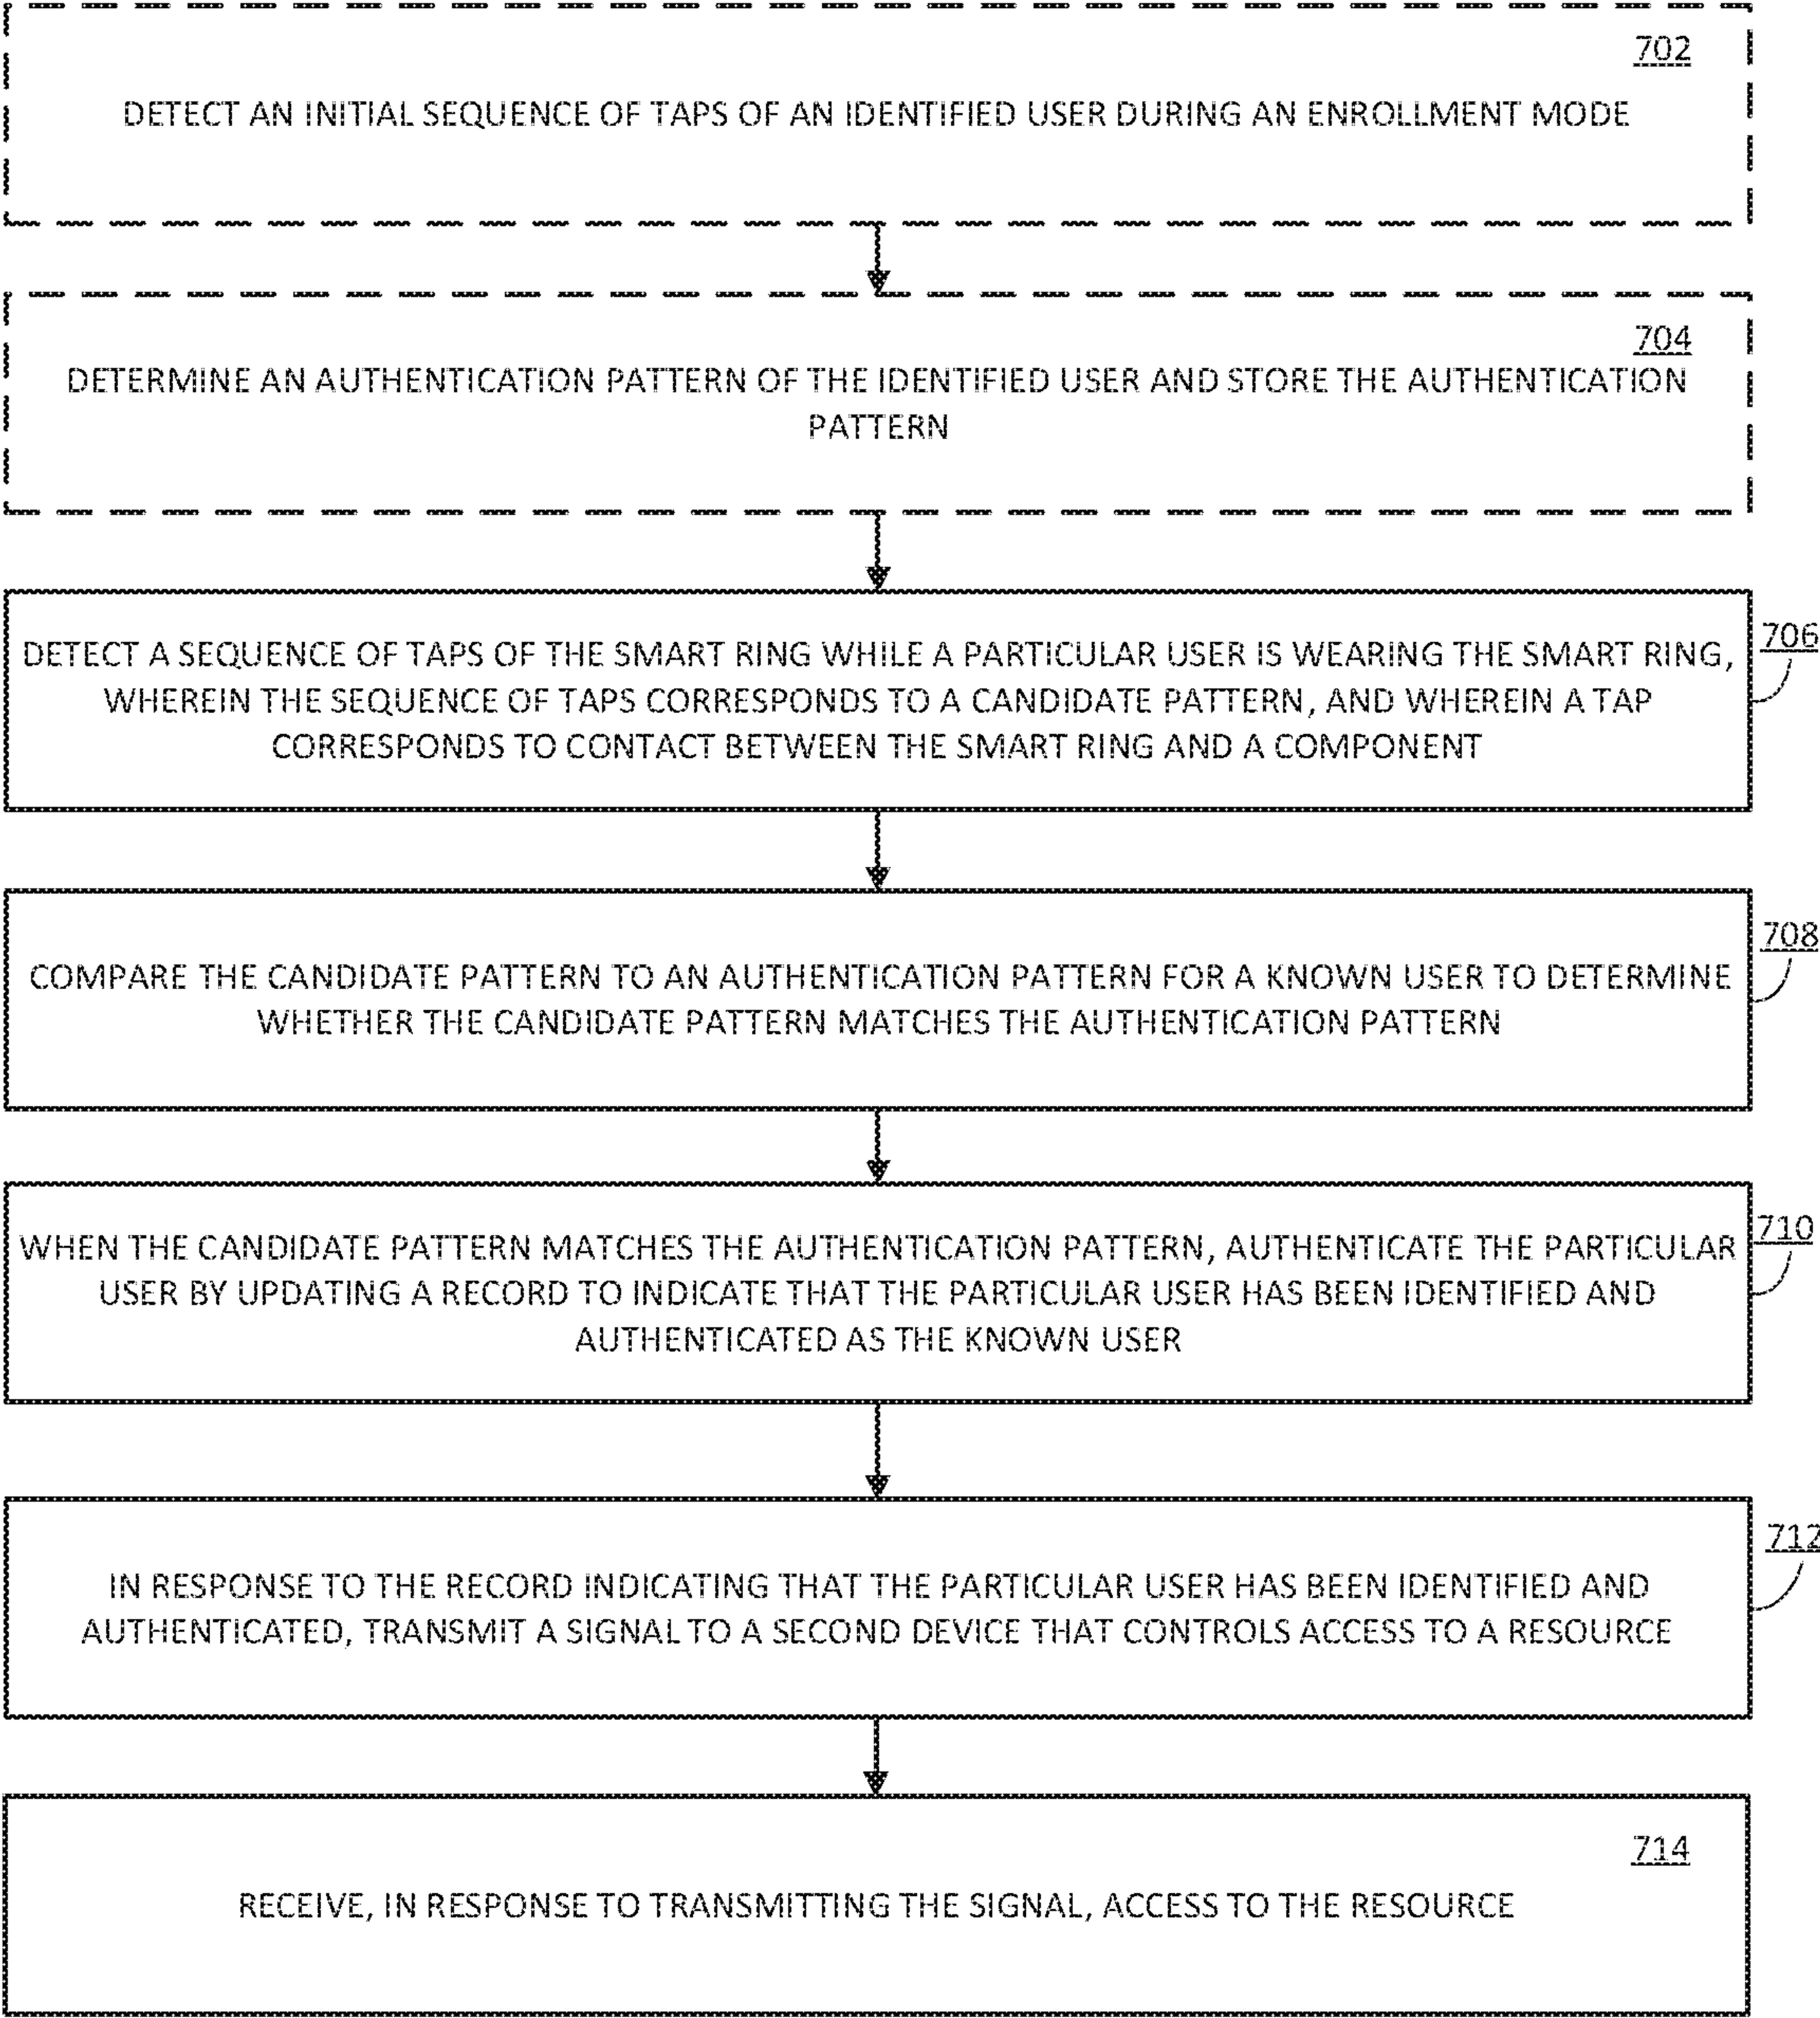 702
DETECT AN INITIAL SEQUENCE OF TAPS OF AN IDENTIFIED USER DURING AN ENROLLMENT MODE
704
DETERMINE AN AUTHENTICATION PATTERN OF THE IDENTIFIED USER AND STORE THE AUTHENTICATION
PATTERN
706
DETECT A SEQUENCE OF TAPS OF THE SMART RING WHILE A PARTICULAR USER IS WEARING THE SMART RING,
WHEREIN THE SEQUENCE OF TAPS CORRESPONDS TO A CANDIDATE PATTERN, AND WHEREIN A TAP
CORRESPONDS TO CONTACT BETWEEN THE SMART RING AND A COMPONENT
708
COMPARE THE CANDIDATE PATTERN TO AN AUTHENTICATION PATTERN FOR A KNOWN USER TO DETERMINE
WHETHER THE CANDIDATE PATTERN MATCHES THE AUTHENTICATION PATTERN
710
WHEN THE CANDIDATE PATTERN MATCHES THE AUTHENTICATION PATTERN, AUTHENTICATE THE PARTICULAR
USER BY UPDATING A RECORD TO INDICATE THAT THE PARTICULAR USER HAS BEEN IDENTIFIED AND
AUTHENTICATED AS THE KNOWN USER
712
IN RESPONSE TO THE RECORD INDICATING THAT THE PARTICULAR USER HAS BEEN IDENTIFIED AND
AUTHENTICATED, TRANSMIT A SIGNAL TO A SECOND DEVICE THAT CONTROLS ACCESS TO A RESOURCE
714
RECEIVE, IN RESPONSE TO TRANSMITTING THE SIGNAL, ACCESS TO THE RESOURCE